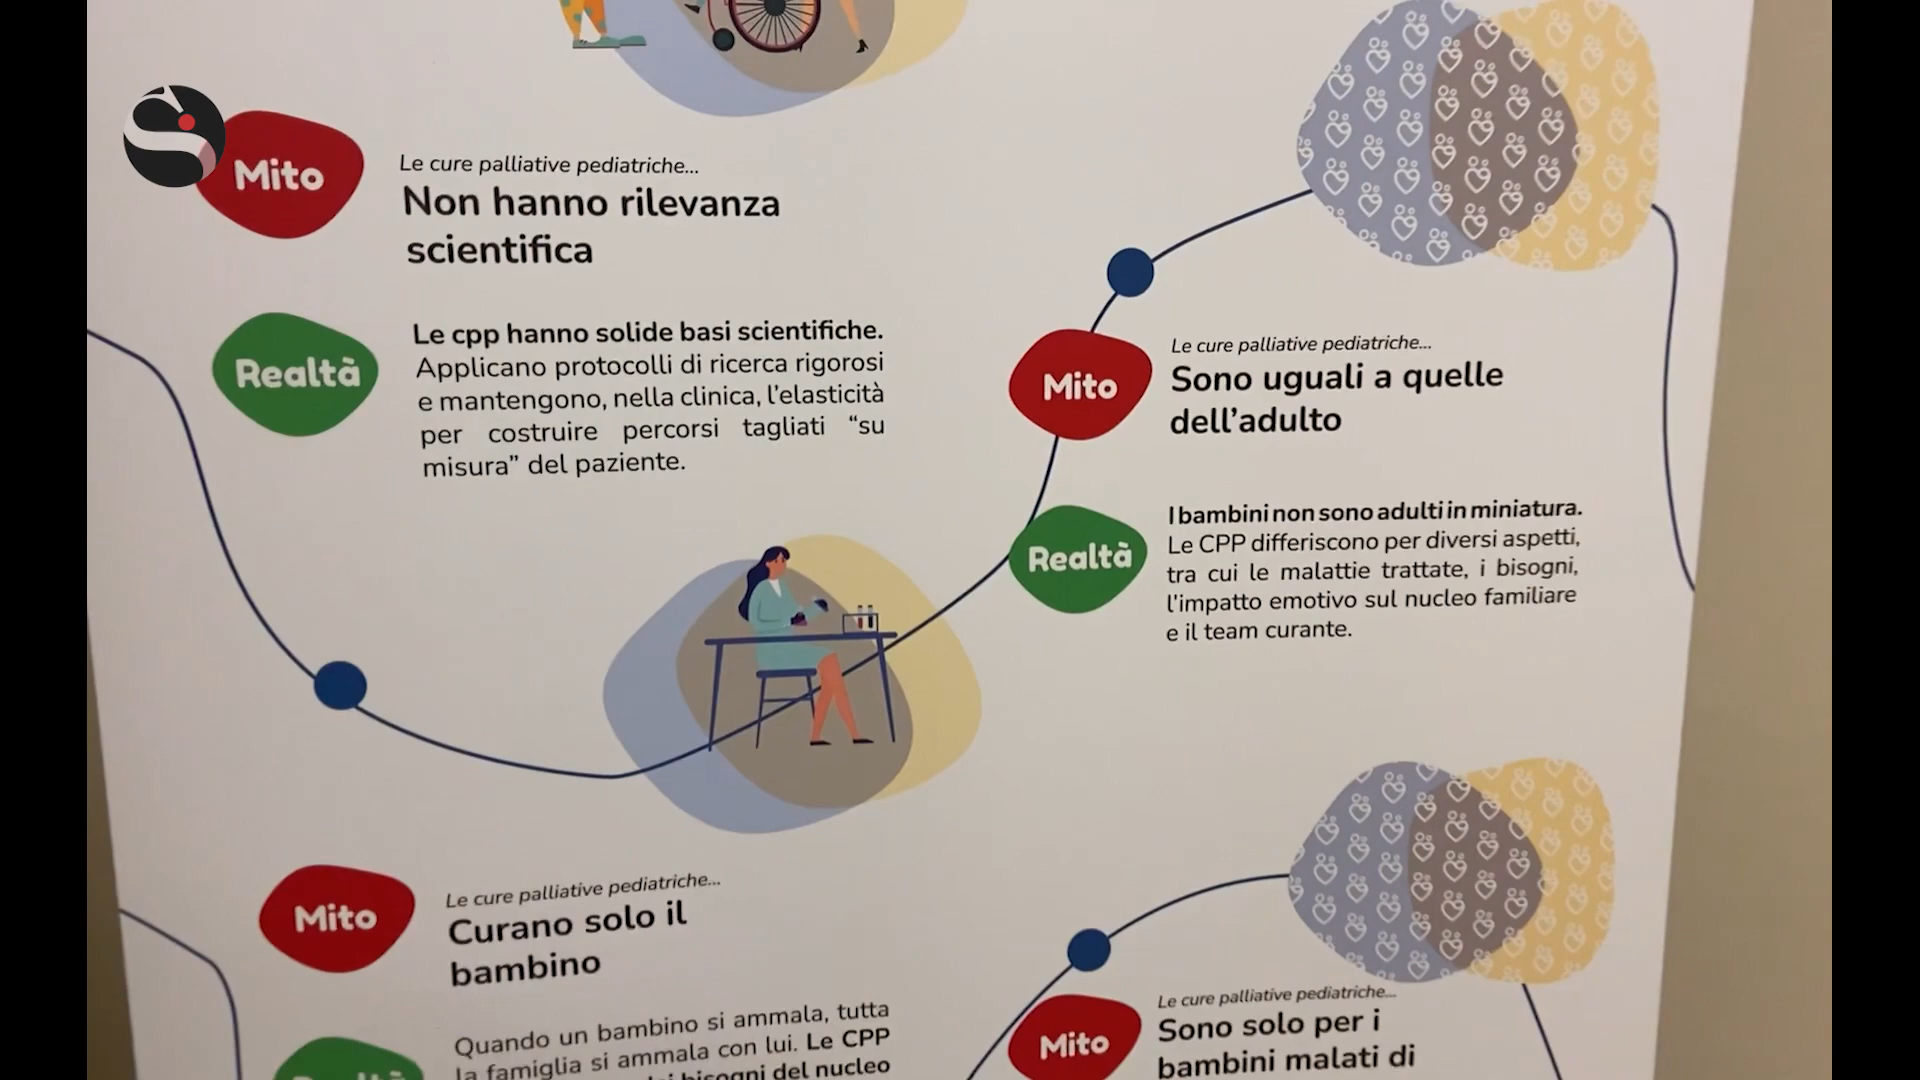 Mito
Le cure palliative pediatriche...
Non hanno rilevanza
scientifica
Realtà
Le cpp hanno solide basi scientifiche.
Applicano protocolli di ricerca rigorosi
e mantengono, nella clinica, l'elasticità
per costruire percorsi tagliati “su
misura” del paziente.
Mito
Le cure palliative pediatriche...
Sono uguali a quelle
dell'adulto
Realtà
I bambini non sono adulti in miniatura.
Le CPP differiscono per diversi aspetti,
tra cui le malattie trattate, i bisogni,
l'impatto emotivo sul nucleo familiare
e il team curante.
Mito
Le cure palliative pediatriche...
Curano solo il
bambino
Quando un bambino si ammala, tutta
la famiglia si ammala con lui. Le CPP
bisogni del nucleo
Mito
Le cure palliative pediatriche...
Sono solo per i
bambini malati di